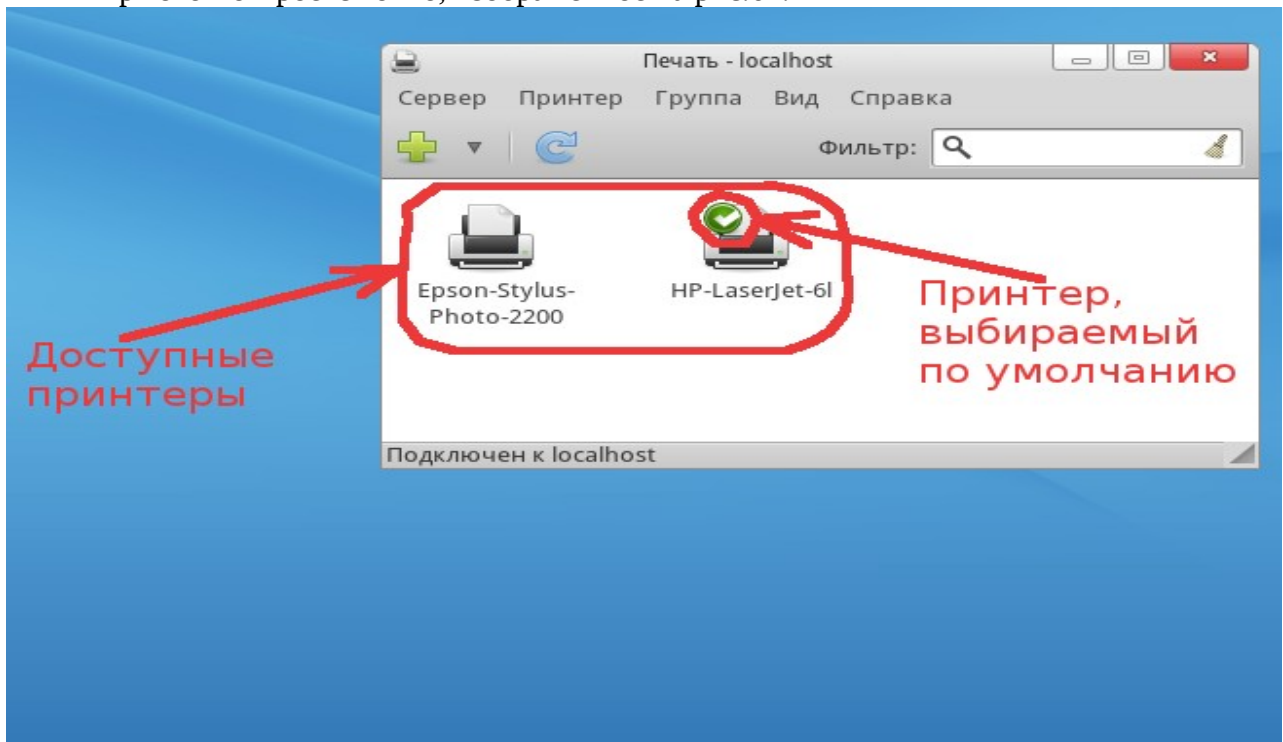 Печать - localhost
Сервер Принтер Группа Вид Справка
Фильтр:
Epson-Stylus-
Photo-2200
HP-LaserJet-6l
Доступные
принтеры
Принтер,
выбираемый
по умолчанию
Подключен к localhost